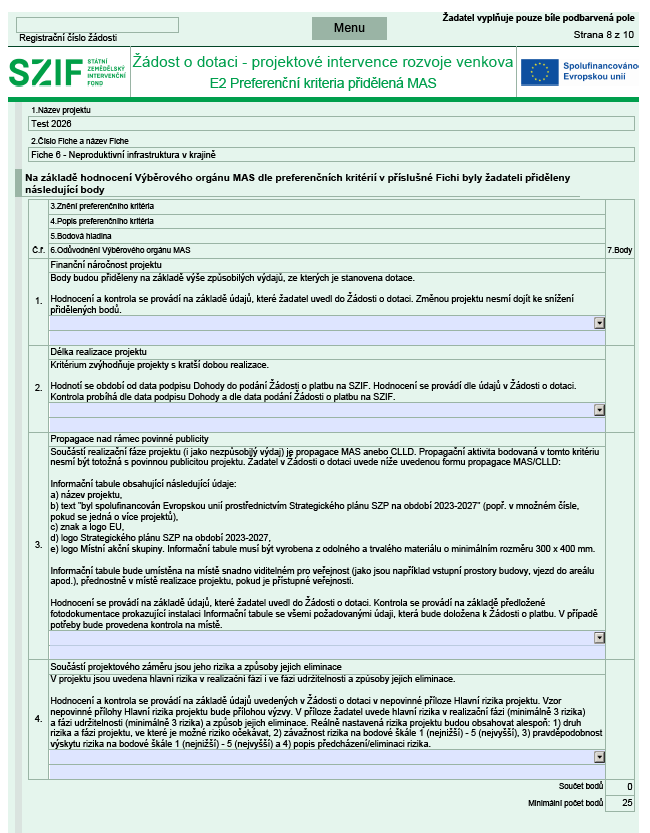 Žadatel vyplňuje pouze bíle podbarvená pole
Menu
Registrační číslo žádosti
Strana 8 z 10
SZIF STÁTNÍ ZEMĚDĚLSKÝ INTERVENČNÍ FOND
Žádost o dotaci - projektové intervence rozvoje venkova
E2 Preferenční kriteria přidělená MAS
Spolufinancováno
Evropskou unií
1.Název projektu
Test 2026
2.Číslo Fiche a název Fiche
Fiche 6 - Neproduktivní infrastruktura v krajině
Na základě hodnocení Výběrového orgánu MAS dle preferenčních kritérií v příslušné Fichi byly žadateli přiděleny
následující body
3.Znění preferenčního kritéria
4.Popis preferenčního kritéria
5.Bodová hladina
Č.ř. 6.Odůvodnění Výběrového orgánu MAS 7.Body
Finanční náročnost projektu
Body budou přiděleny na základě výše způsobilých výdajů, ze kterých je stanovena dotace.
1. Hodnocení a kontrola se provádí na základě údajů, které žadatel uvedl do Žádosti o dotaci. Změnou projektu nesmí dojít ke snížení
přidělených bodů.
Délka realizace projektu
Kritérium zvýhodňuje projekty s kratší dobou realizace.
2. Hodnotí se období od data podpisu Dohody do podání Žádosti o platbu na SZIF. Hodnocení se provádí dle údajů v Žádosti o dotaci.
Kontrola probíhá dle data podpisu Dohody a dle data podání Žádosti o platbu na SZIF.
Propagace nad rámec povinné publicity
Součástí realizační fáze projektu (i jako nezpůsobilý výdaj) je propagace MAS anebo CLLD. Propagační aktivita bodovaná v tomto kritériu
nesmí být totožná s povinnou publicitou projektu. Žadatel v Žádosti o dotaci uvede níže uvedenou formu propagace MAS/CLLD:
Informační tabule obsahující následující údaje:
a) název projektu,
b) text "byl spolufinancován Evropskou unií prostřednictvím Strategického plánu SZP na období 2023-2027" (popř. v množném čísle,
pokud se jedná o více projektů),
c) znak a logo EU,
d) logo Strategického plánu SZP na období 2023-2027,
3. e) logo Místní akční skupiny. Informační tabule musí být vyrobena z odolného a trvalého materiálu o minimálním rozměru 300 x 400 mm.
Informační tabule bude umístěna na místě snadno viditelném pro veřejnost (jako jsou například vstupní prostory budovy, vjezd do areálu
apod.), přednostně v místě realizace projektu, pokud je přístupné veřejnosti.
Hodnocení se provádí na základě údajů, které žadatel uvedl do Žádosti o dotaci. Kontrola se provádí na základě předložené
fotodokumentace prokazující instalaci Informační tabule se všemi požadovanými údaji, která bude doložena k Žádosti o platbu. V případě
potřeby bude provedena kontrola na místě.
Součástí projektového záměru jsou jeho rizika a způsoby jejich eliminace
V projektu jsou uvedena hlavní rizika v realizační fázi i ve fázi udržitelnosti a způsoby jejich eliminace.
Hodnocení a kontrola se provádí na základě údajů uvedených v Žádosti o dotaci v nepovinné příloze Hlavní rizika projektu. Vzor
nepovinné přílohy Hlavní rizika projektu bude přílohou výzvy. V příloze žadatel uvede hlavní rizika v realizační fázi (minimálně 3 rizika)
4. a fázi udržitelnosti (minimálně 3 rizika) a způsob jejich eliminace. Reálně nastavená rizika projektu budou obsahovat alespoň: 1) druh
rizika a fázi projektu, ve které je možné riziko očekávat, 2) závažnost rizika na bodové škále 1 (nejnižší) - 5 (nejvyšší), 3) pravděpodobnost
výskytu rizika na bodové škále 1 (nejnižší) - 5 (nejvyšší) a 4) popis předcházení/eliminaci rizika.
Součet bodů 0
Minimální počet bodů 25